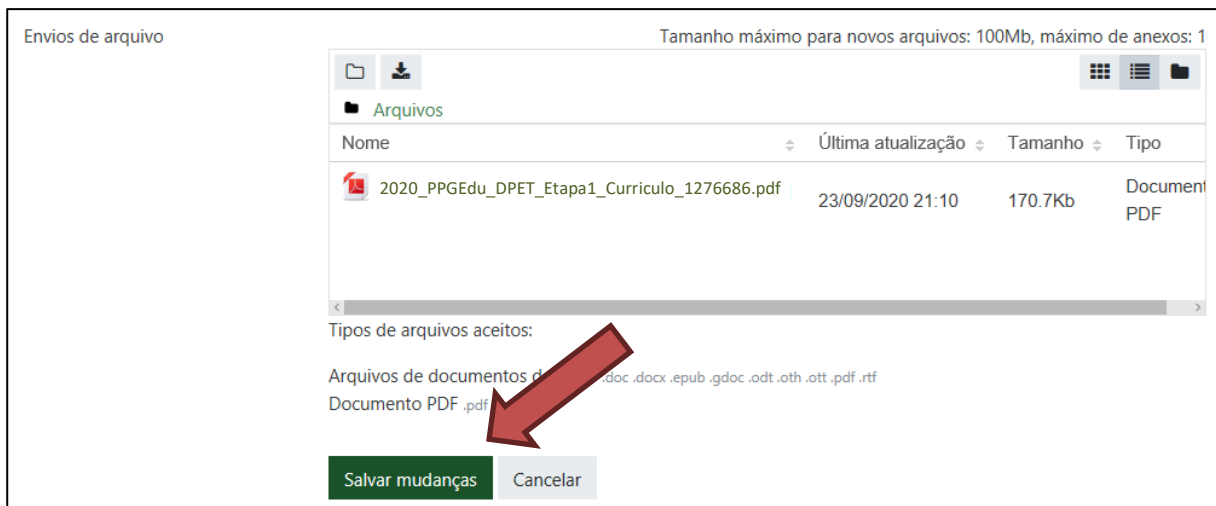 Envios de arquivo
Tamanho máximo para novos arquivos: 100Mb, máximo de anexos: 1
Arquivos
Nome Última atualização Tamanho Tipo
2020_PPGEdu_DPET_Etapa1_Curriculo_1276686.pdf 23/09/2020 21:10 170.7Kb Document PDF
Tipos de arquivos aceitos:
Arquivos de documentos d .doc .docx .epub .gdoc .odt .oth .ott .pdf .rtf
Documento PDF .pdf
Salvar mudanças Cancelar